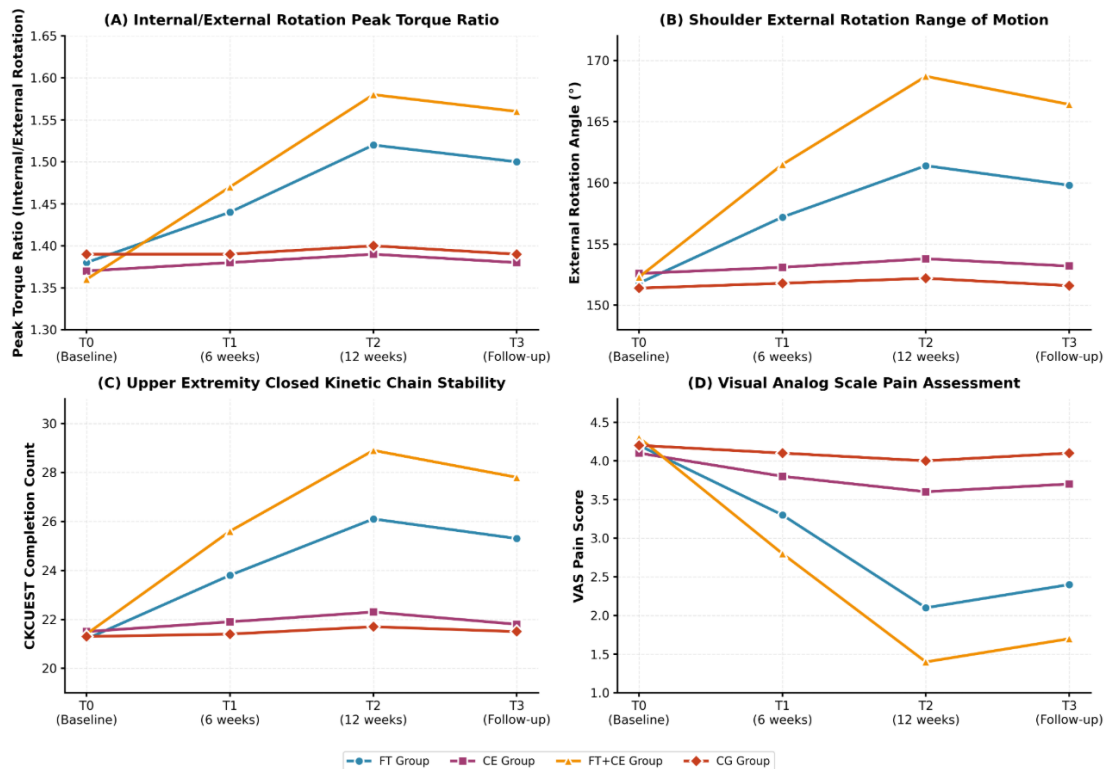 (A) Internal/External Rotation Peak Torque Ratio
Peak Torque Ratio (Internal/External Rotation)
1.65
1.60
1.55
1.50
1.45
1.40
1.35
1.30
T0 T1 T2 T3
(Baseline) (6 weeks) (12 weeks) (Follow-up)
(B) Shoulder External Rotation Range of Motion
External Rotation Angle (°)
170
165
160
155
150
T0 T1 T2 T3
(Baseline) (6 weeks) (12 weeks) (Follow-up)
(C) Upper Extremity Closed Kinetic Chain Stability
CKCUEST Completion Count
30
28
26
24
22
20
T0 T1 T2 T3
(Baseline) (6 weeks) (12 weeks) (Follow-up)
(D) Visual Analog Scale Pain Assessment
VAS Pain Score
4.5
4.0
3.5
3.0
2.5
2.0
1.5
1.0
T0 T1 T2 T3
(Baseline) (6 weeks) (12 weeks) (Follow-up)
FT Group CE Group FT+CE Group CG Group